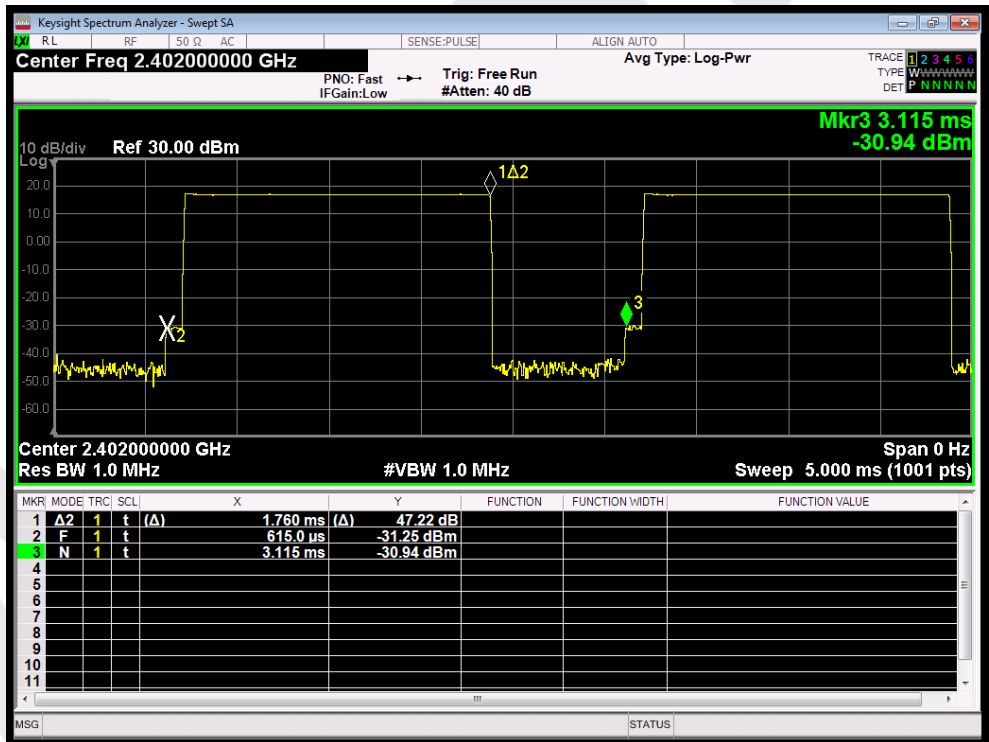 Keysight Spectrum Analyzer - Swept SA
LXI RL RF 50 Ω AC SENSE:PULSE ALIGN AUTO
Center Freq 2.402000000 GHz
PNO: Fast
IFGain:Low
Trig: Free Run
#Atten: 40 dB
Avg Type: Log-Pwr
TRACE 1 2 3 4 5 6
TYPE WWWWWW
DET P N N N N N
Mkr3 3.115 ms
-30.94 dBm
10 dB/div Ref 30.00 dBm
Log
20.0
10.0
0.00
-10.0
-20.0
-30.0
-40.0
-50.0
-60.0
1Δ2
X2
3
Center 2.402000000 GHz Span 0 Hz
Res BW 1.0 MHz #VBW 1.0 MHz Sweep 5.000 ms (1001 pts)
MKR MODE TRC SCL X Y FUNCTION FUNCTION WIDTH FUNCTION VALUE
1 Δ2 1 t (Δ) 1.760 ms (Δ) 47.22 dB
2 F 1 t 615.0 µs -31.25 dBm
3 N 1 t 3.115 ms -30.94 dBm
4
5
6
7
8
9
10
11
MSG STATUS